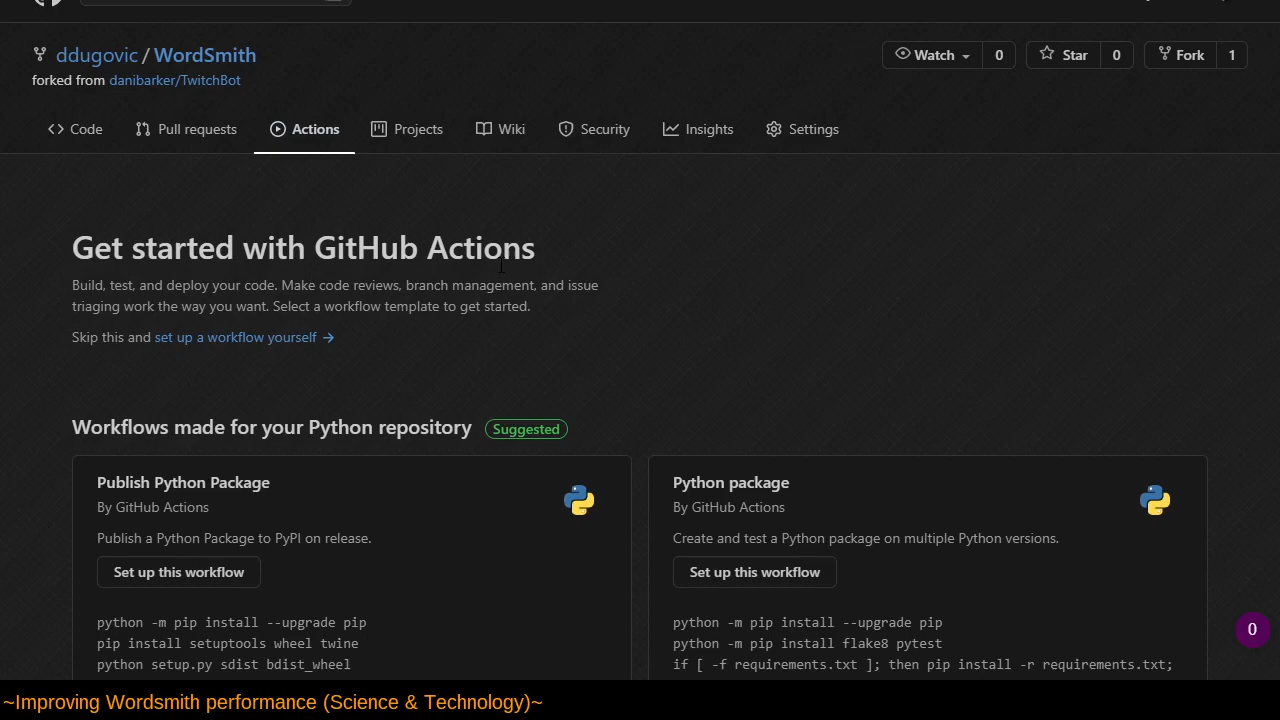 ddugovic / WordSmith
Watch 0 Star 0 Fork 1
forked from danibarker/TwitchBot
Code Pull requests Actions Projects Wiki Security Insights Settings
Get started with GitHub Actions
Build, test, and deploy your code. Make code reviews, branch management, and issue
triaging work the way you want. Select a workflow template to get started.
Skip this and set up a workflow yourself →
Workflows made for your Python repository Suggested
Publish Python Package
By GitHub Actions
Publish a Python Package to PyPI on release.
Set up this workflow
python -m pip install --upgrade pip
pip install setuptools wheel twine
python setup.py sdist bdist_wheel
Python package
By GitHub Actions
Create and test a Python package on multiple Python versions.
Set up this workflow
python -m pip install --upgrade pip
python -m pip install flake8 pytest
if [ -f requirements.txt ]; then pip install -r requirements.txt;
0
~Improving Wordsmith performance (Science & Technology)~